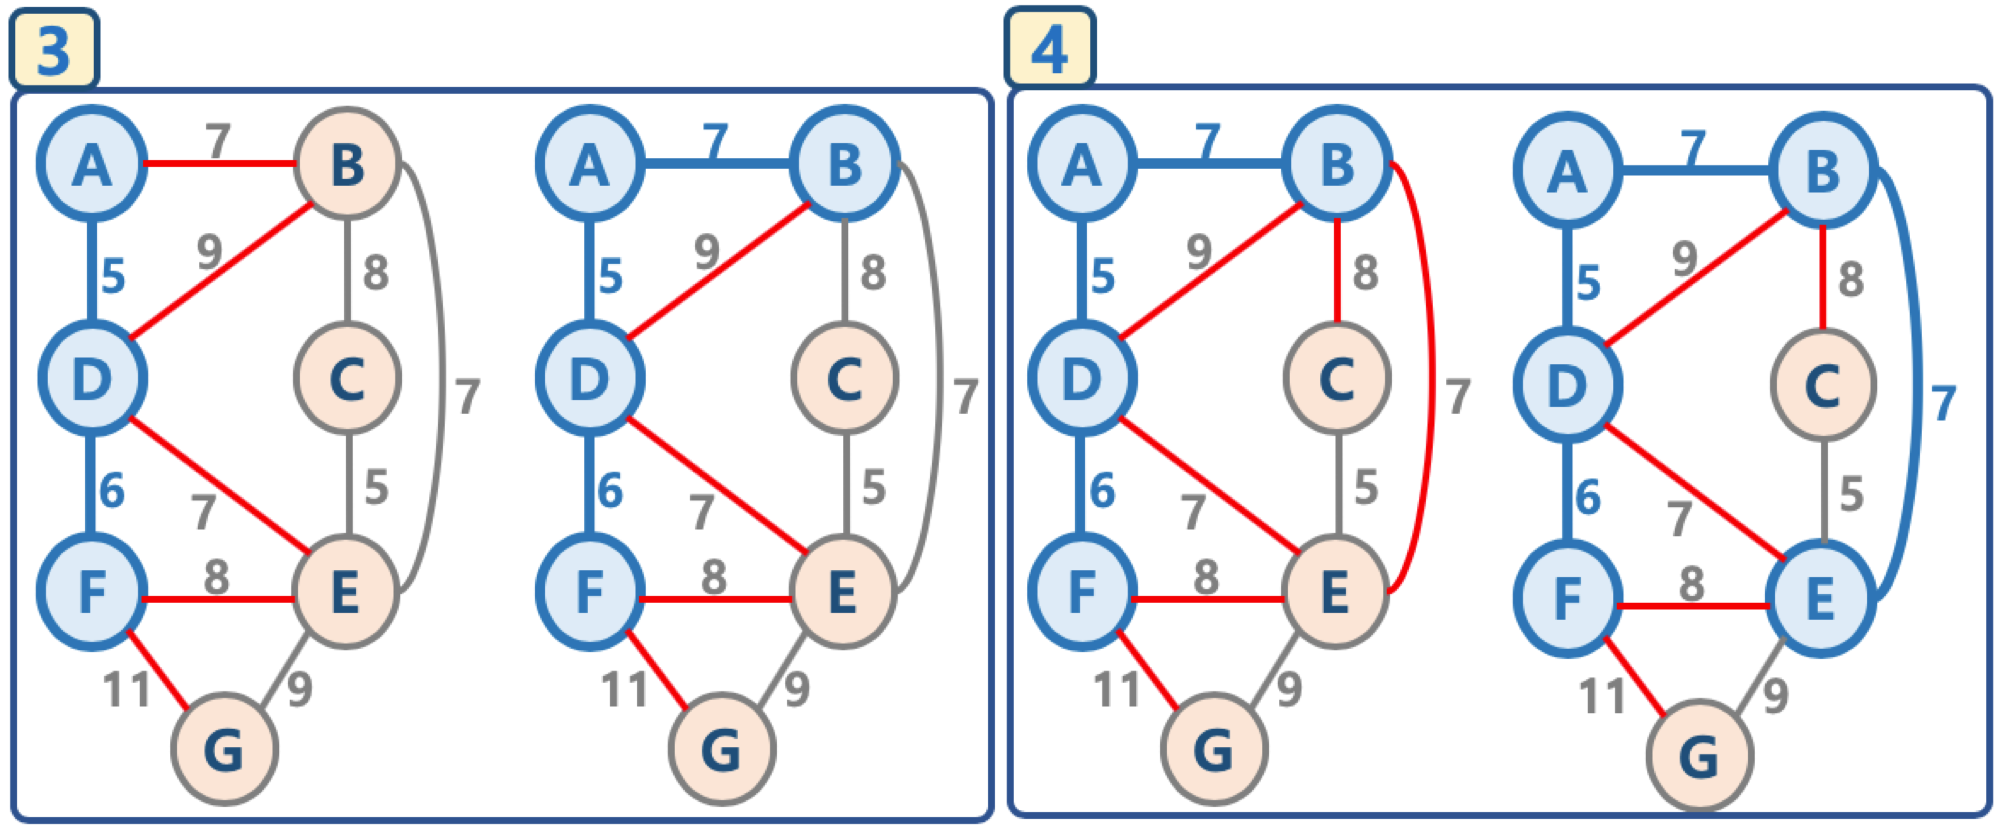 3 4
A 7 B A 7 B A 7 B A 7 B
9 9 9 9
5 8 5 8 5 8 5 8
D C D C D C D C
7 7 7 7
6 7 5 6 7 5 6 7 5 6 7 5
8 8 8 8
F E F E F E F E
11 9 11 9 11 9 11 9
G G G G